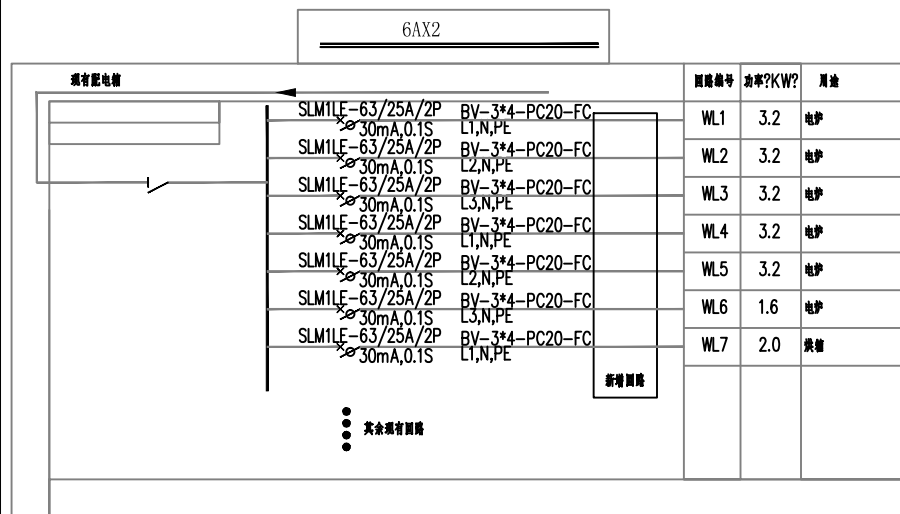 6AX2
现有配电箱
回路编号 功率?KW? 用途
SLM1LE-63/25A/2P BV-3*4-PC20-FC
30mA,0.1S L1,N,PE
WL1 3.2 电炉
SLM1LE-63/25A/2P BV-3*4-PC20-FC
30mA,0.1S L2,N,PE
WL2 3.2 电炉
SLM1LE-63/25A/2P BV-3*4-PC20-FC
30mA,0.1S L3,N,PE
WL3 3.2 电炉
SLM1LE-63/25A/2P BV-3*4-PC20-FC
30mA,0.1S L1,N,PE
WL4 3.2 电炉
SLM1LE-63/25A/2P BV-3*4-PC20-FC
30mA,0.1S L2,N,PE
WL5 3.2 电炉
SLM1LE-63/25A/2P BV-3*4-PC20-FC
30mA,0.1S L3,N,PE
WL6 1.6 电炉
SLM1LE-63/25A/2P BV-3*4-PC20-FC
30mA,0.1S L1,N,PE
WL7 2.0 烘箱
新增回路
其余现有回路